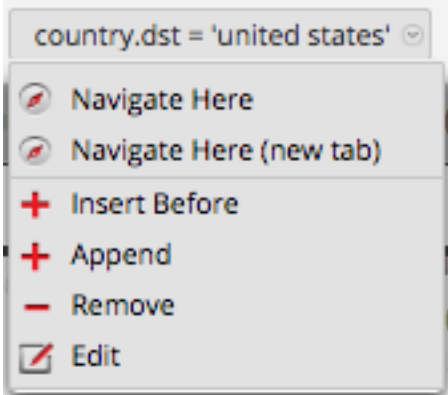 country.dst = 'united states'
Navigate Here
Navigate Here (new tab)
Insert Before
Append
Remove
Edit